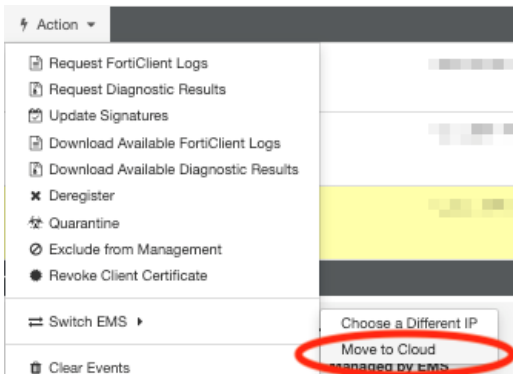 Action
Request FortiClient Logs
Request Diagnostic Results
Update Signatures
Download Available FortiClient Logs
Download Available Diagnostic Results
Deregister
Quarantine
Exclude from Management
Revoke Client Certificate
Switch EMS
Choose a Different IP
Move to Cloud
Managed by EMS
Clear Events